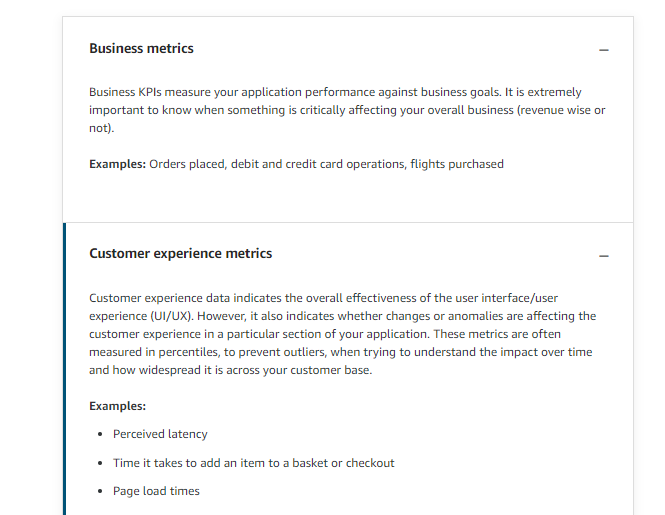 Business metrics
Business KPIs measure your application performance against business goals. It is extremely
important to know when something is critically affecting your overall business (revenue wise or
not).
Examples: Orders placed, debit and credit card operations, flights purchased
Customer experience metrics
Customer experience data indicates the overall effectiveness of the user interface/user
experience (UI/UX). However, it also indicates whether changes or anomalies are affecting the
customer experience in a particular section of your application. These metrics are often
measured in percentiles, to prevent outliers, when trying to understand the impact over time
and how widespread it is across your customer base.
Examples:
• Perceived latency
• Time it takes to add an item to a basket or checkout
• Page load times